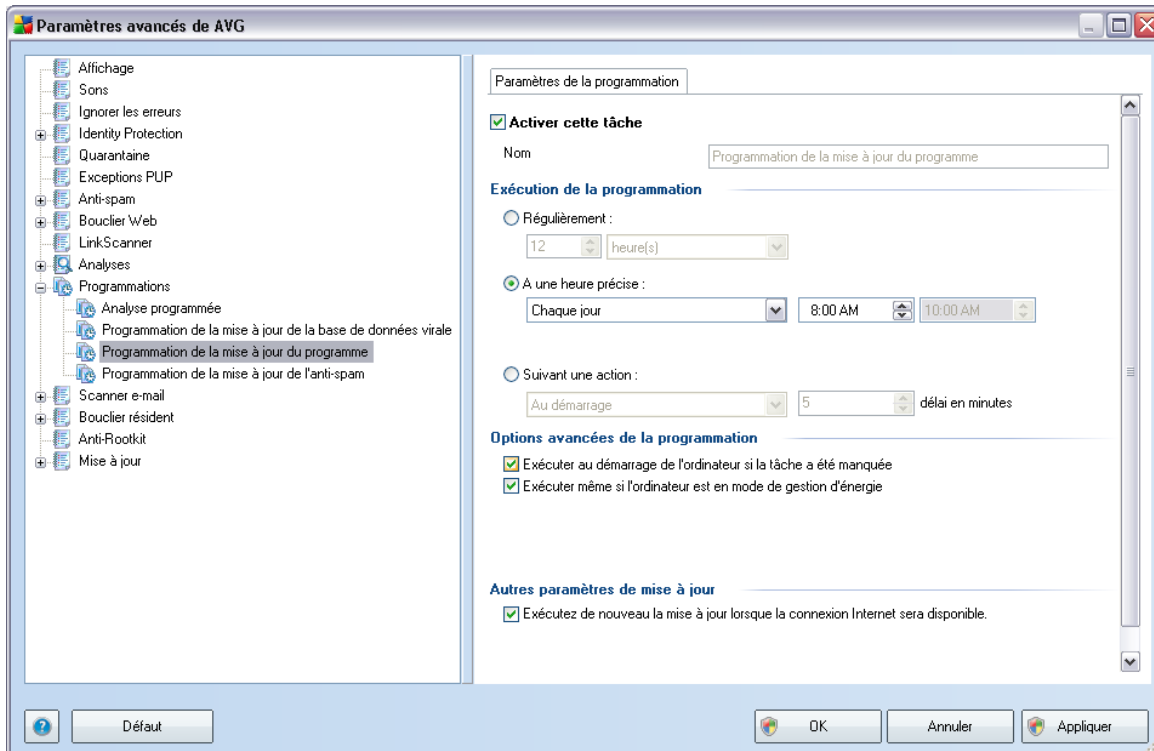 Paramètres avancés de AVG
Affichage
Sons
Ignorer les erreurs
Identity Protection
Quarantaine
Exceptions PUP
Anti-spam
Bouclier Web
LinkScanner
Analyses
Programmations
Analyse programmée
Programmation de la mise à jour de la base de données virale
Programmation de la mise à jour du programme
Programmation de la mise à jour de l'anti-spam
Scanner e-mail
Bouclier résident
Anti-Rootkit
Mise à jour
Paramètres de la programmation
Activer cette tâche
Nom Programmation de la mise à jour du programme
Exécution de la programmation
Régulièrement :
12 heure(s)
A une heure précise :
Chaque jour 8:00 AM 10:00 AM
Suivant une action :
Au démarrage 5 délai en minutes
Options avancées de la programmation
Exécuter au démarrage de l'ordinateur si la tâche a été manquée
Exécuter même si l'ordinateur est en mode de gestion d'énergie
Autres paramètres de mise à jour
Exécutez de nouveau la mise à jour lorsque la connexion Internet sera disponible.
? Défaut OK Annuler Appliquer